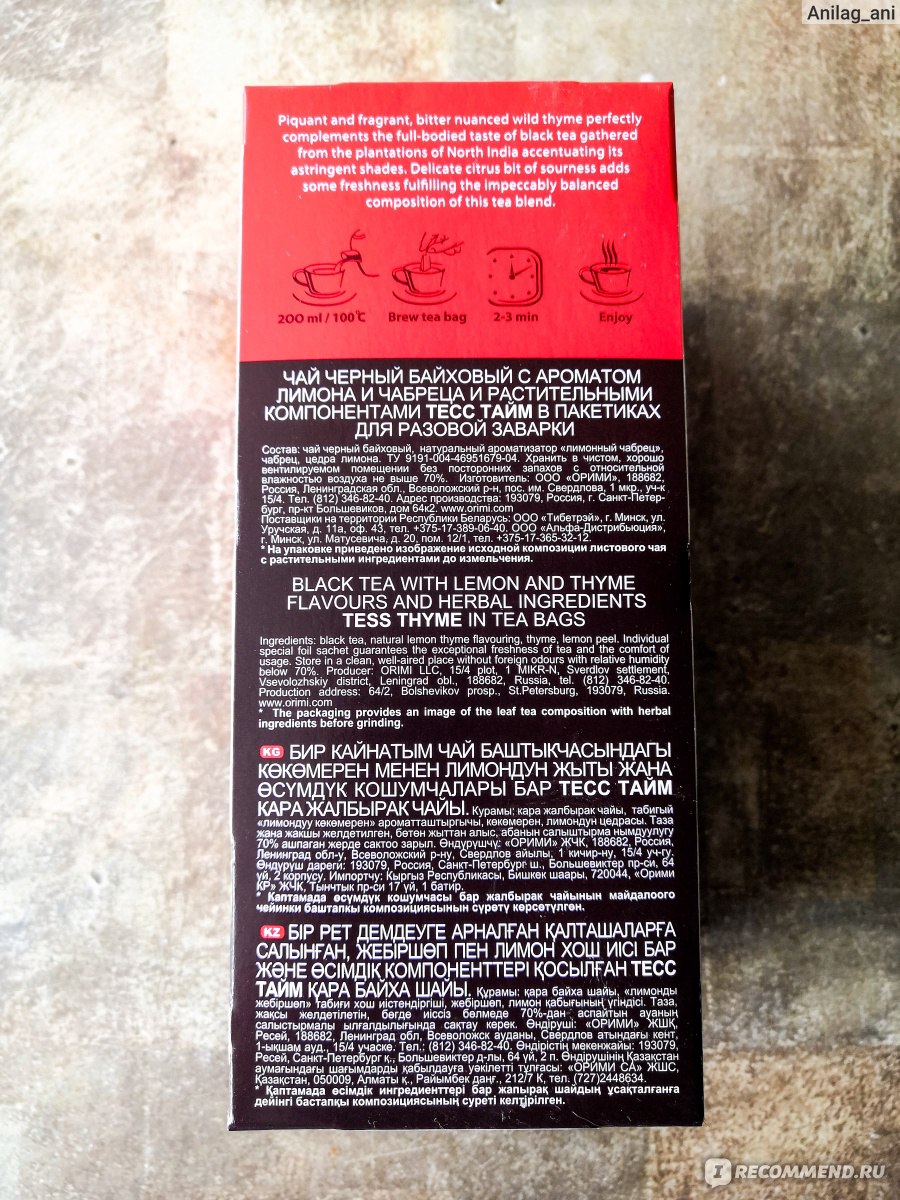 Anilag_ani
Piquant and fragrant, bitter nuanced wild thyme perfectly
complements the full-bodied taste of black tea gathered
from the plantations of North India accentuating its
astringent shades. Delicate citrus bit of sourness adds
some freshness fulfilling the impeccably balanced
composition of this tea blend.
200 ml / 100℃ Brew tea bag 2-3 min Enjoy
ЧАЙ ЧЕРНЫЙ БАЙХОВЫЙ С АРОМАТОМ
ЛИМОНА И ЧАБРЕЦА И РАСТИТЕЛЬНЫМИ
КОМПОНЕНТАМИ ТЕСС ТАЙМ В ПАКЕТИКАХ
ДЛЯ РАЗОВОЙ ЗАВАРКИ
Состав: чай черный байховый, натуральный ароматизатор «лимонный чабрец»,
чабрец, цедра лимона. ТУ 9191-004-46951679-04. Хранить в чистом, хорошо
вентилируемом помещении без посторонних запахов с относительной
влажностью воздуха не выше 70%. Изготовитель: ООО «ОРИМИ», 188682,
Россия, Ленинградская обл., Всеволожский р-н, пос. им. Свердлова, 1 мкр., уч-к
15/4. Тел. (812) 346-82-40. Адрес производства: 193079, Россия, г. Санкт-Петер-
бург, пр-кт Большевиков, дом 64к2. www.orimi.com
Поставщики на территории Республики Беларусь: ООО «Тибетрэй», г. Минск, ул.
Уручская, д. 11а, оф. 43, тел. +375-17-389-06-40. ООО «Альфа-Дистрибьюция»,
г. Минск, ул. Матусевича, д. 20, пом. 12/1, тел. +375-17-365-32-12.
* На упаковке приведено изображение исходной композиции листового чая
с растительными ингредиентами до измельчения.
BLACK TEA WITH LEMON AND THYME
FLAVOURS AND HERBAL INGREDIENTS
TESS THYME IN TEA BAGS
Ingredients: black tea, natural lemon thyme flavouring, thyme, lemon peel. Individual
special foil sachet guarantees the exceptional freshness of tea and the comfort of
usage. Store in a clean, well-aired place without foreign odours with relative humidity
below 70%. Producer: ORIMI LLC, 15/4 plot, 1 MIKR-N, Sverdlov settlement,
Vsevolozhskiy district, Leningrad obl., 188682, Russia, tel. (812) 346-82-40.
Production address: 64/2, Bolshevikov prosp., St.Petersburg, 193079, Russia.
www.orimi.com
* The packaging provides an image of the leaf tea composition with herbal
ingredients before grinding.
KG БИР КАЙНАТЫМ ЧАЙ БАШТЫКЧАСЫНДАГЫ
КӨКӨМЕРЕН МЕНЕН ЛИМОНДУН ЖЫТЫ ЖАНА
ӨСҮМДҮК КОШУМЧАЛАРЫ БАР ТЕСС ТАЙМ
КАРА ЖАЛБЫРАК ЧАЙЫ. Курамы: кара жалбырак чайы, табигый
«лимондуу көкөмерен» ароматташтыргычы, көкөмерен, лимондун цедрасы. Таза
жана жакшы желдетилген, бөтөн жыттан алыс, абанын салыштырма нымдуулугу
70% ашпаган жерде сактоо зарыл. Өндүрүшчү: «ОРИМИ» ЖЧК, 188682, Россия,
Ленинград обл-у, Всеволожский р-ну, Свердлов айылы, 1 кичир-ну, 15/4 уч-гу.
Өндүрүш дареги: 193079, Россия, Санкт-Петербург ш., Большевиктер пр-си, 64
үй, 2 корпусу. Импортчу: Кыргыз Республикасы, Бишкек шаары, 720044, «Орими
КР» ЖЧК, Тынчтык пр-си 17 үй, 1 батир.
* Каптамада өсүмдүк кошумчасы бар жалбырак чайынын майдалоого
чейинки баштапкы композициясынын сүрөтү көрсөтүлгөн.
KZ БІР РЕТ ДЕМДЕУГЕ АРНАЛҒАН ҚАЛТАШАЛАРҒА
САЛЫНҒАН, ЖЕБІРШӨП ПЕН ЛИМОН ХОШ ИІСІ БАР
ЖӘНЕ ӨСІМДІК КОМПОНЕНТТЕРІ ҚОСЫЛҒАН ТЕСС
ТАЙМ ҚАРА БАЙХА ШАЙЫ. Құрамы: қара байха шайы, «лимонды
жебіршөп» табиғи хош иістендіргіші, жебіршөп, лимон қабығының үгіндісі. Таза,
жақсы желдетілетін, бөгде иіссіз бөлмеде 70%-дан аспайтын ауаның
салыстырмалы ылғалдылығында сақтау керек. Өндіруші: «ОРИМИ» ЖШҚ,
Ресей, 188682, Ленинград обл, Всеволожск ауданы, Свердлов атындағы кент,
1-ықшам ауд., 15/4 учаске. Тел.: (812) 346-82-40. Өндірістің мекенжайы: 193079,
Ресей, Санкт-Петербург қ., Большевиктер д-лы, 64 үй, 2 п. Өндірушінің Қазақстан
аумағындағы шағымдарды қабылдауға уәкілетті тұлғасы: «ОРИМИ СА» ЖШС,
Қазақстан, 050009, Алматы қ., Райымбек даңғ., 212/7 К, тел. (727)2448634.
* Қаптамада өсімдік ингредиенттері бар жапырақ шайдың ұсақталғанға
дейінгі бастапқы композициясының суреті келтірілген.
IRECOMMEND.RU